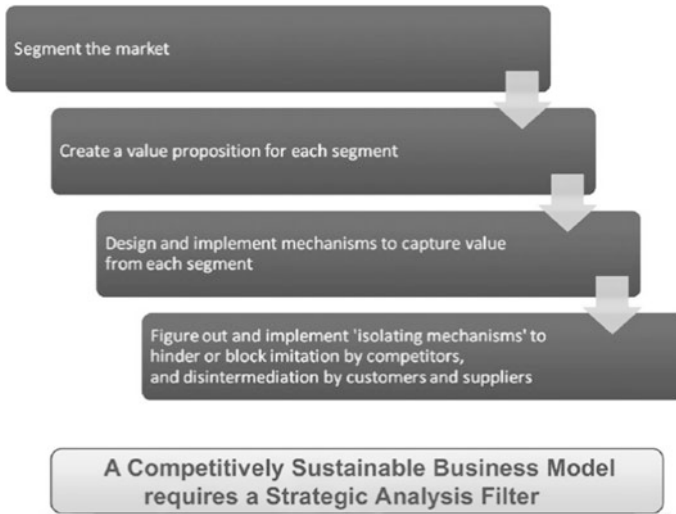 Segment the market
Create a value proposition for each segment
Design and implement mechanisms to capture value
from each segment
Figure out and implement 'isolating mechanisms' to
hinder or block imitation by competitors,
and disintermediation by customers and suppliers
A Competitively Sustainable Business Model
requires a Strategic Analysis Filter